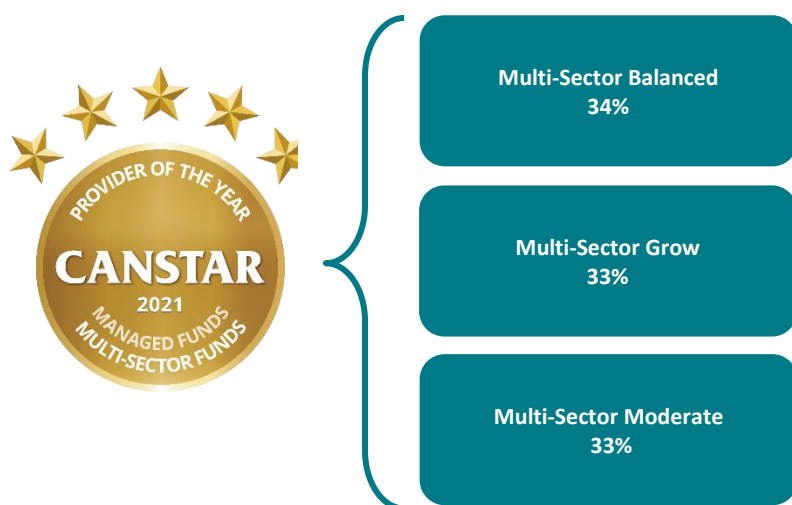 PROVIDER OF THE YEAR
CANSTAR
2021
MANAGED FUNDS
MULTI-SECTOR FUNDS
Multi-Sector Balanced
34%
Multi-Sector Grow
33%
Multi-Sector Moderate
33%